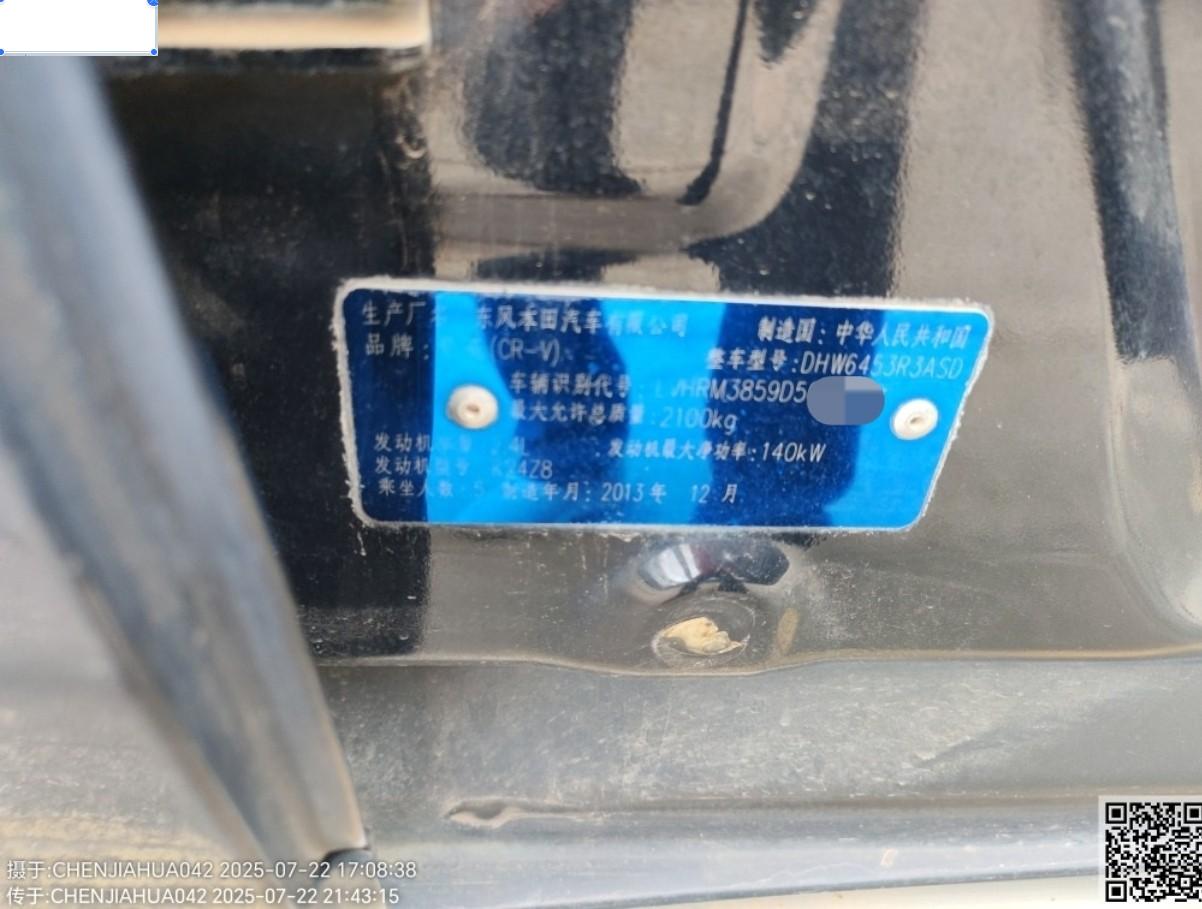 生产厂 东风本田汽车有限公司 制造国：中华人民共和国
品牌： (CR-V) 整车型号：DHW6453R3ASD
车辆识别代号： HRM3859D5
最大允许总质量：2100kg
发动机 4L 发动机最大净功率：140kW
发动机型号 K24Z8
乘坐人数：5 制造年月：2013年 12月
摄于:CHENJIAHUA042 2025-07-22 17:08:38
传于:CHENJIAHUA042 2025-07-22 21:43:15